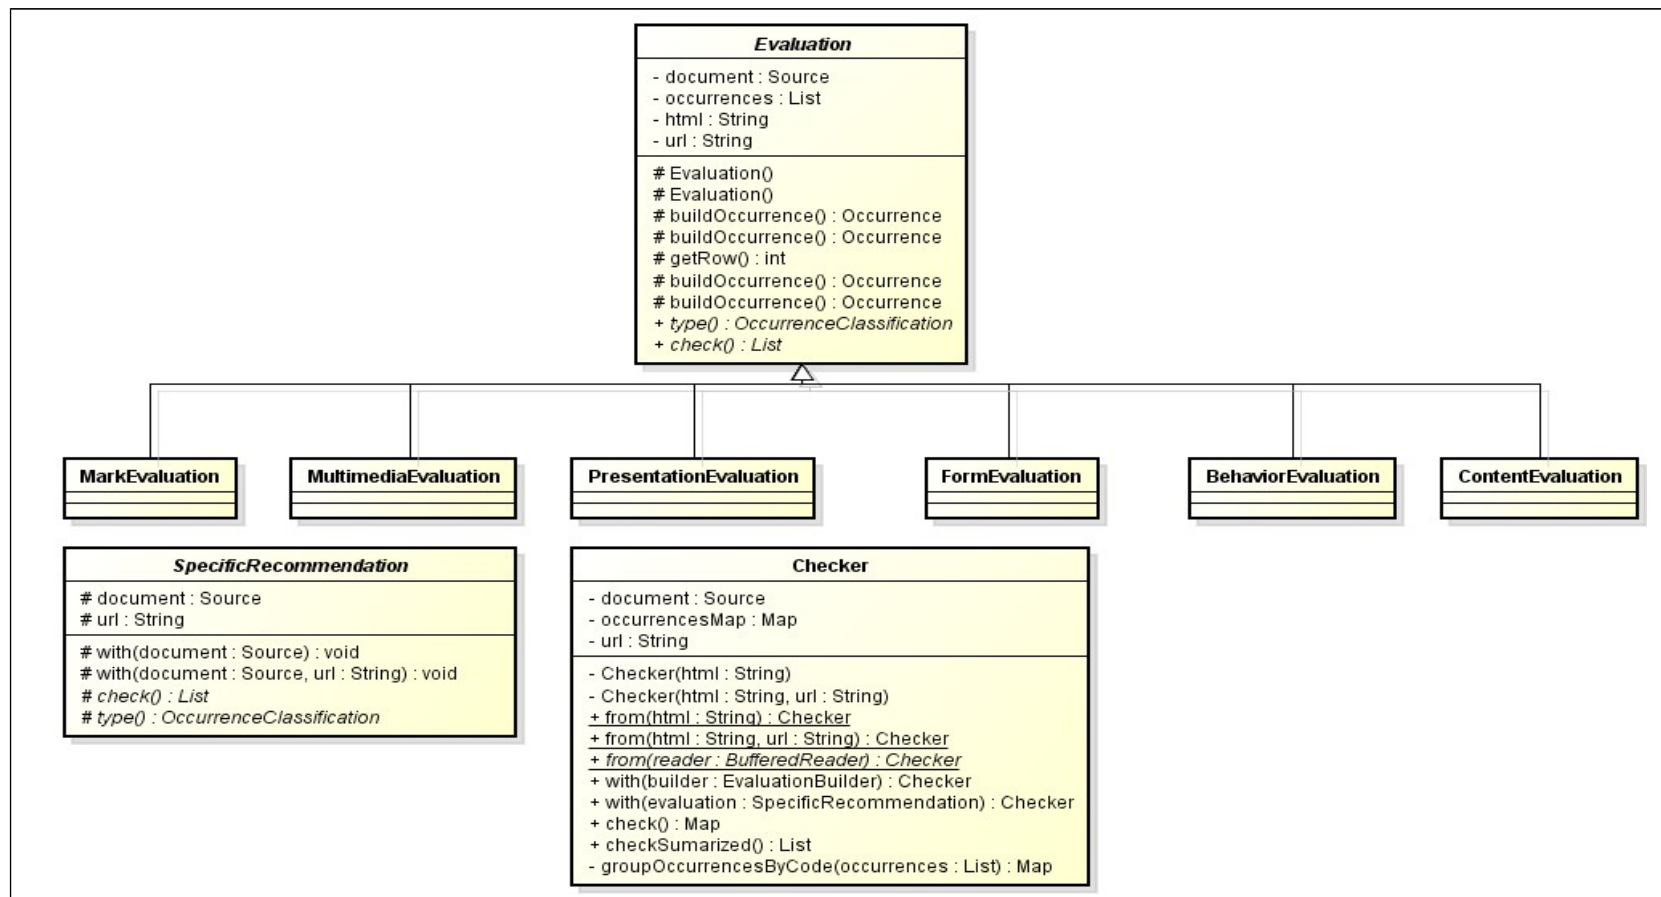 Evaluation
- document : Source
- occurrences : List
- html : String
- url : String
# Evaluation()
# Evaluation()
# buildOccurrence() : Occurrence
# buildOccurrence() : Occurrence
# getRow() : int
# buildOccurrence() : Occurrence
# buildOccurrence() : Occurrence
+ type() : OccurrenceClassification
+ check() : List
MarkEvaluation
MultimediaEvaluation
PresentationEvaluation
FormEvaluation
BehaviorEvaluation
ContentEvaluation
SpecificRecommendation
# document : Source
# url : String
# with(document : Source) : void
# with(document : Source, url : String) : void
# check() : List
# type() : OccurrenceClassification
Checker
- document : Source
- occurrencesMap : Map
- url : String
- Checker(html : String)
- Checker(html : String, url : String)
+ from(html : String) : Checker
+ from(html : String, url : String) : Checker
+ from(reader : BufferedReader) : Checker
+ with(builder : EvaluationBuilder) : Checker
+ with(evaluation : SpecificRecommendation) : Checker
+ check() : Map
+ checkSumarized() : List
- groupOccurrencesByCode(occurrences : List) : Map